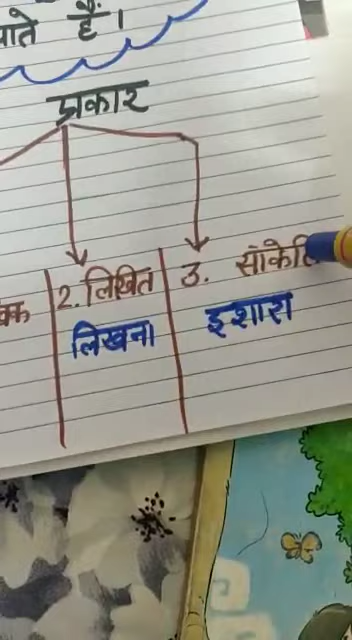 पाते हैं।
प्रकार
2. लिखित 3.
लिखना इशारा